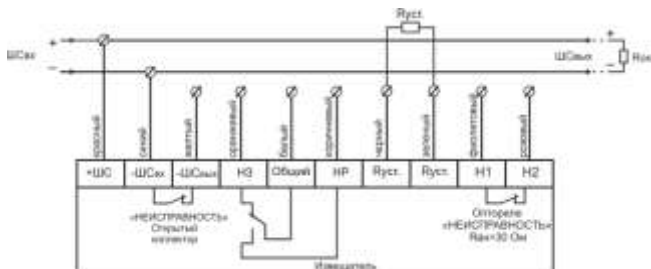 Rуст.
+
ШСвх
−
ШСвых
+
−
Rок
красный
синий
желтый
оранжевый
белый
коричневый
черный
зеленый
фиолетовый
розовый
+ШС
-ШСвх
-ШСвых
НЗ
Общий
НР
Rуст.
Rуст.
Н1
Н2
«НЕИСПРАВНОСТЬ»
Открытый
коллектор
Оптореле
«НЕИСПРАВНОСТЬ»
Rвк=30 Ом
Извещатель